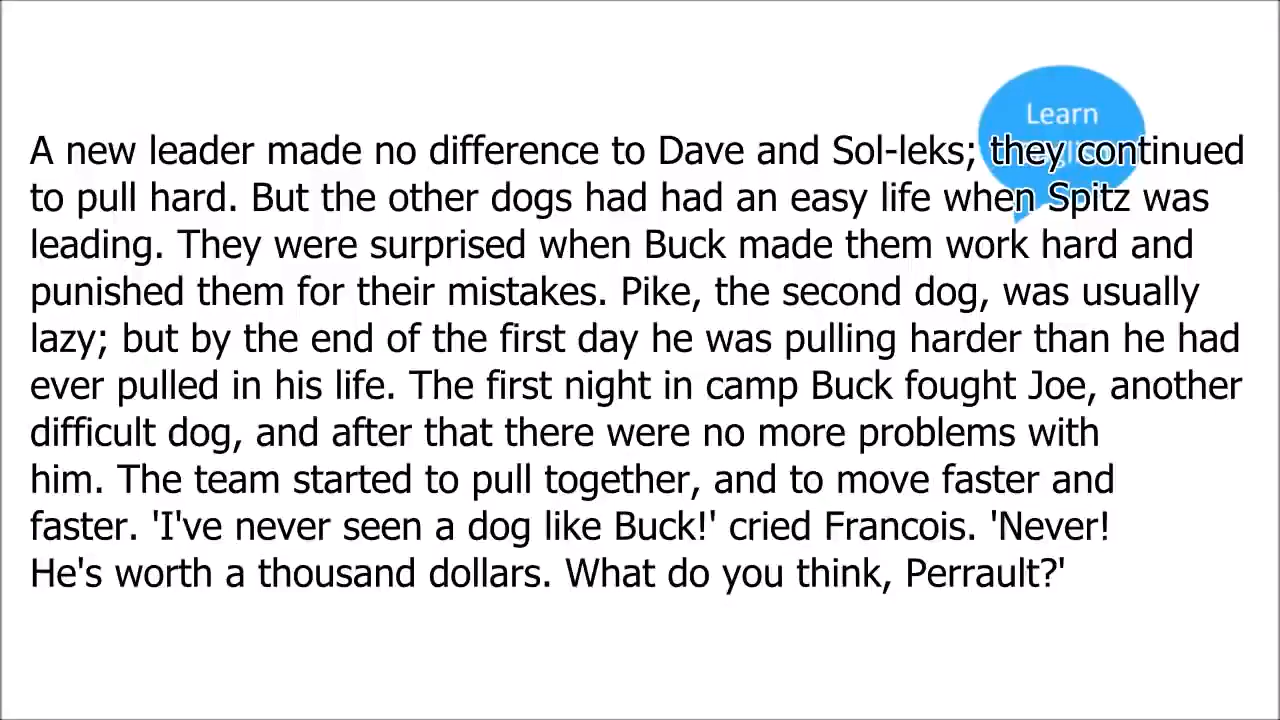 Learn
A new leader made no difference to Dave and Sol-leks; they continued
to pull hard. But the other dogs had had an easy life when Spitz was
leading. They were surprised when Buck made them work hard and
punished them for their mistakes. Pike, the second dog, was usually
lazy; but by the end of the first day he was pulling harder than he had
ever pulled in his life. The first night in camp Buck fought Joe, another
difficult dog, and after that there were no more problems with
him. The team started to pull together, and to move faster and
faster. 'I've never seen a dog like Buck!' cried Francois. 'Never!
He's worth a thousand dollars. What do you think, Perrault?'